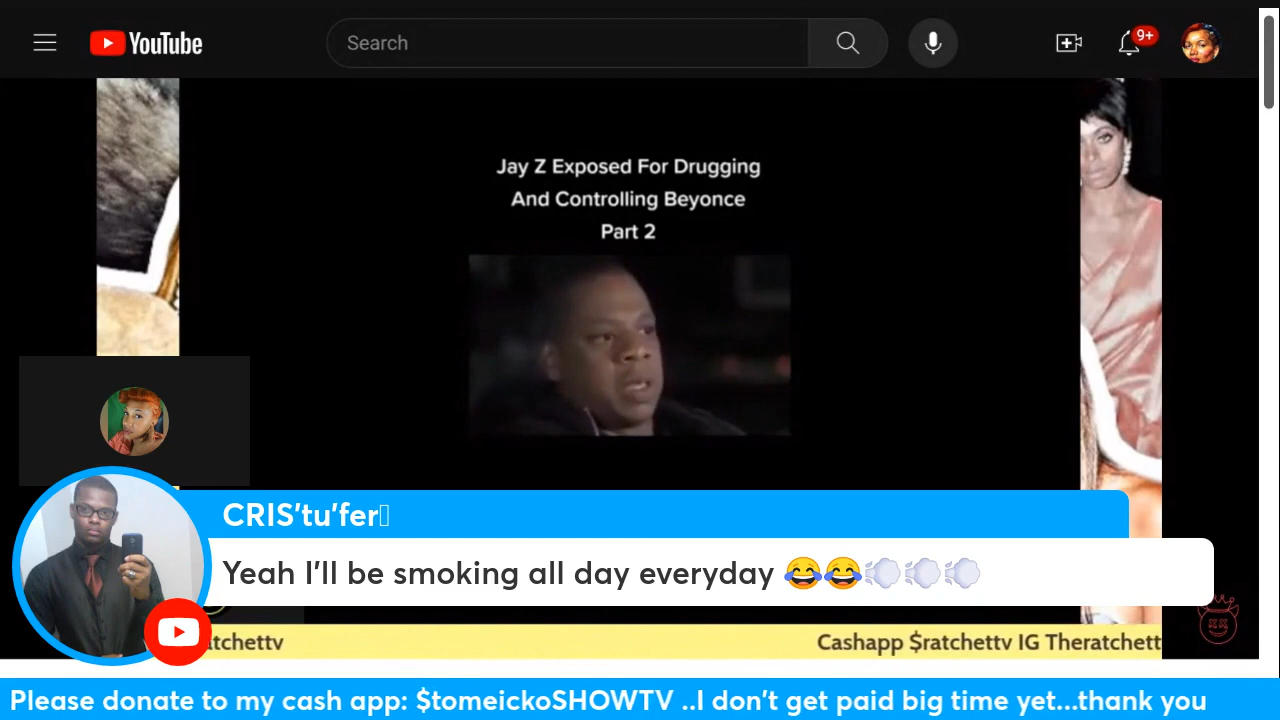 YouTube
Search
9+
Jay Z Exposed For Drugging
And Controlling Beyonce
Part 2
CRIS'tu'fer
Yeah I'll be smoking all day everyday 😂😂💨💨💨
atchettv
Cashapp $ratchettv IG Theratchett
Please donate to my cash app: $tomeickoSHOWTV ..I don't get paid big time yet...thank you